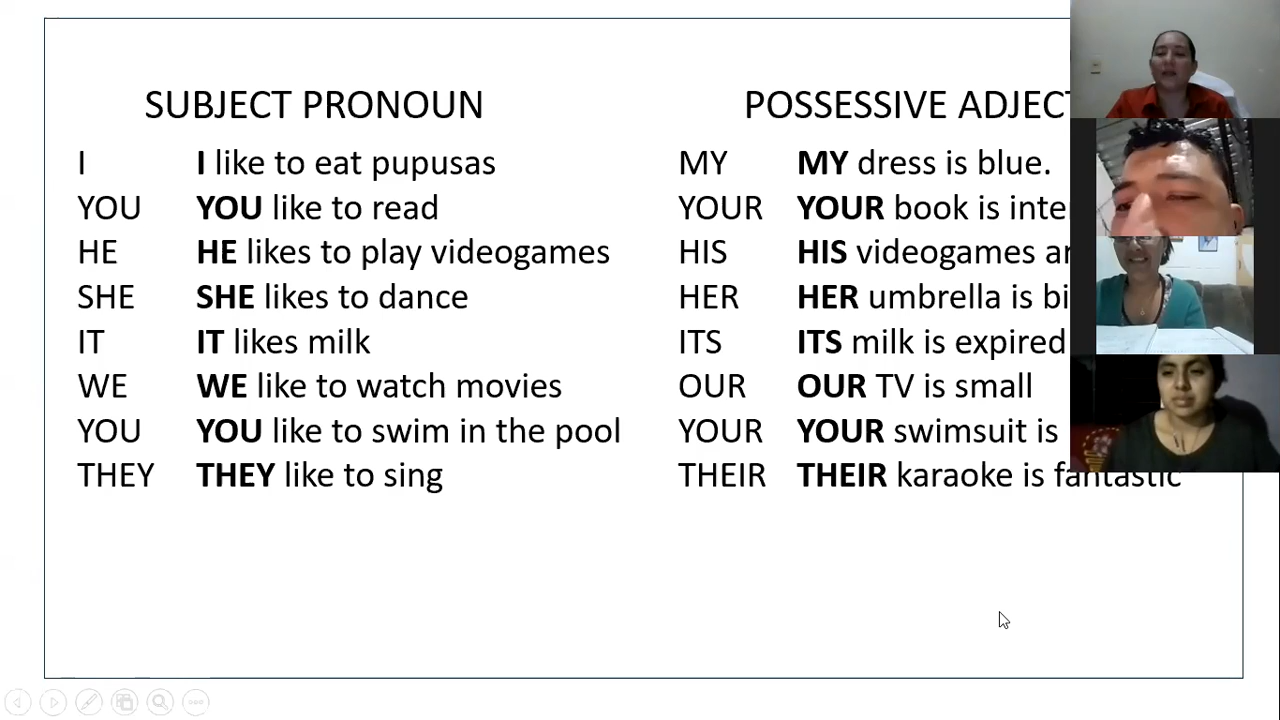 SUBJECT PRONOUN
I I like to eat pupusas
YOU YOU like to read
HE HE likes to play videogames
SHE SHE likes to dance
IT IT likes milk
WE WE like to watch movies
YOU YOU like to swim in the pool
THEY THEY like to sing
POSSESSIVE
MY MY dress is blue.
YOUR YOUR book is
HIS HIS videogames
HER HER umbrella is
ITS ITS milk is expired
OUR OUR TV is small
YOUR YOUR swimsuit is
THEIR THEIR karaoke is fantastic